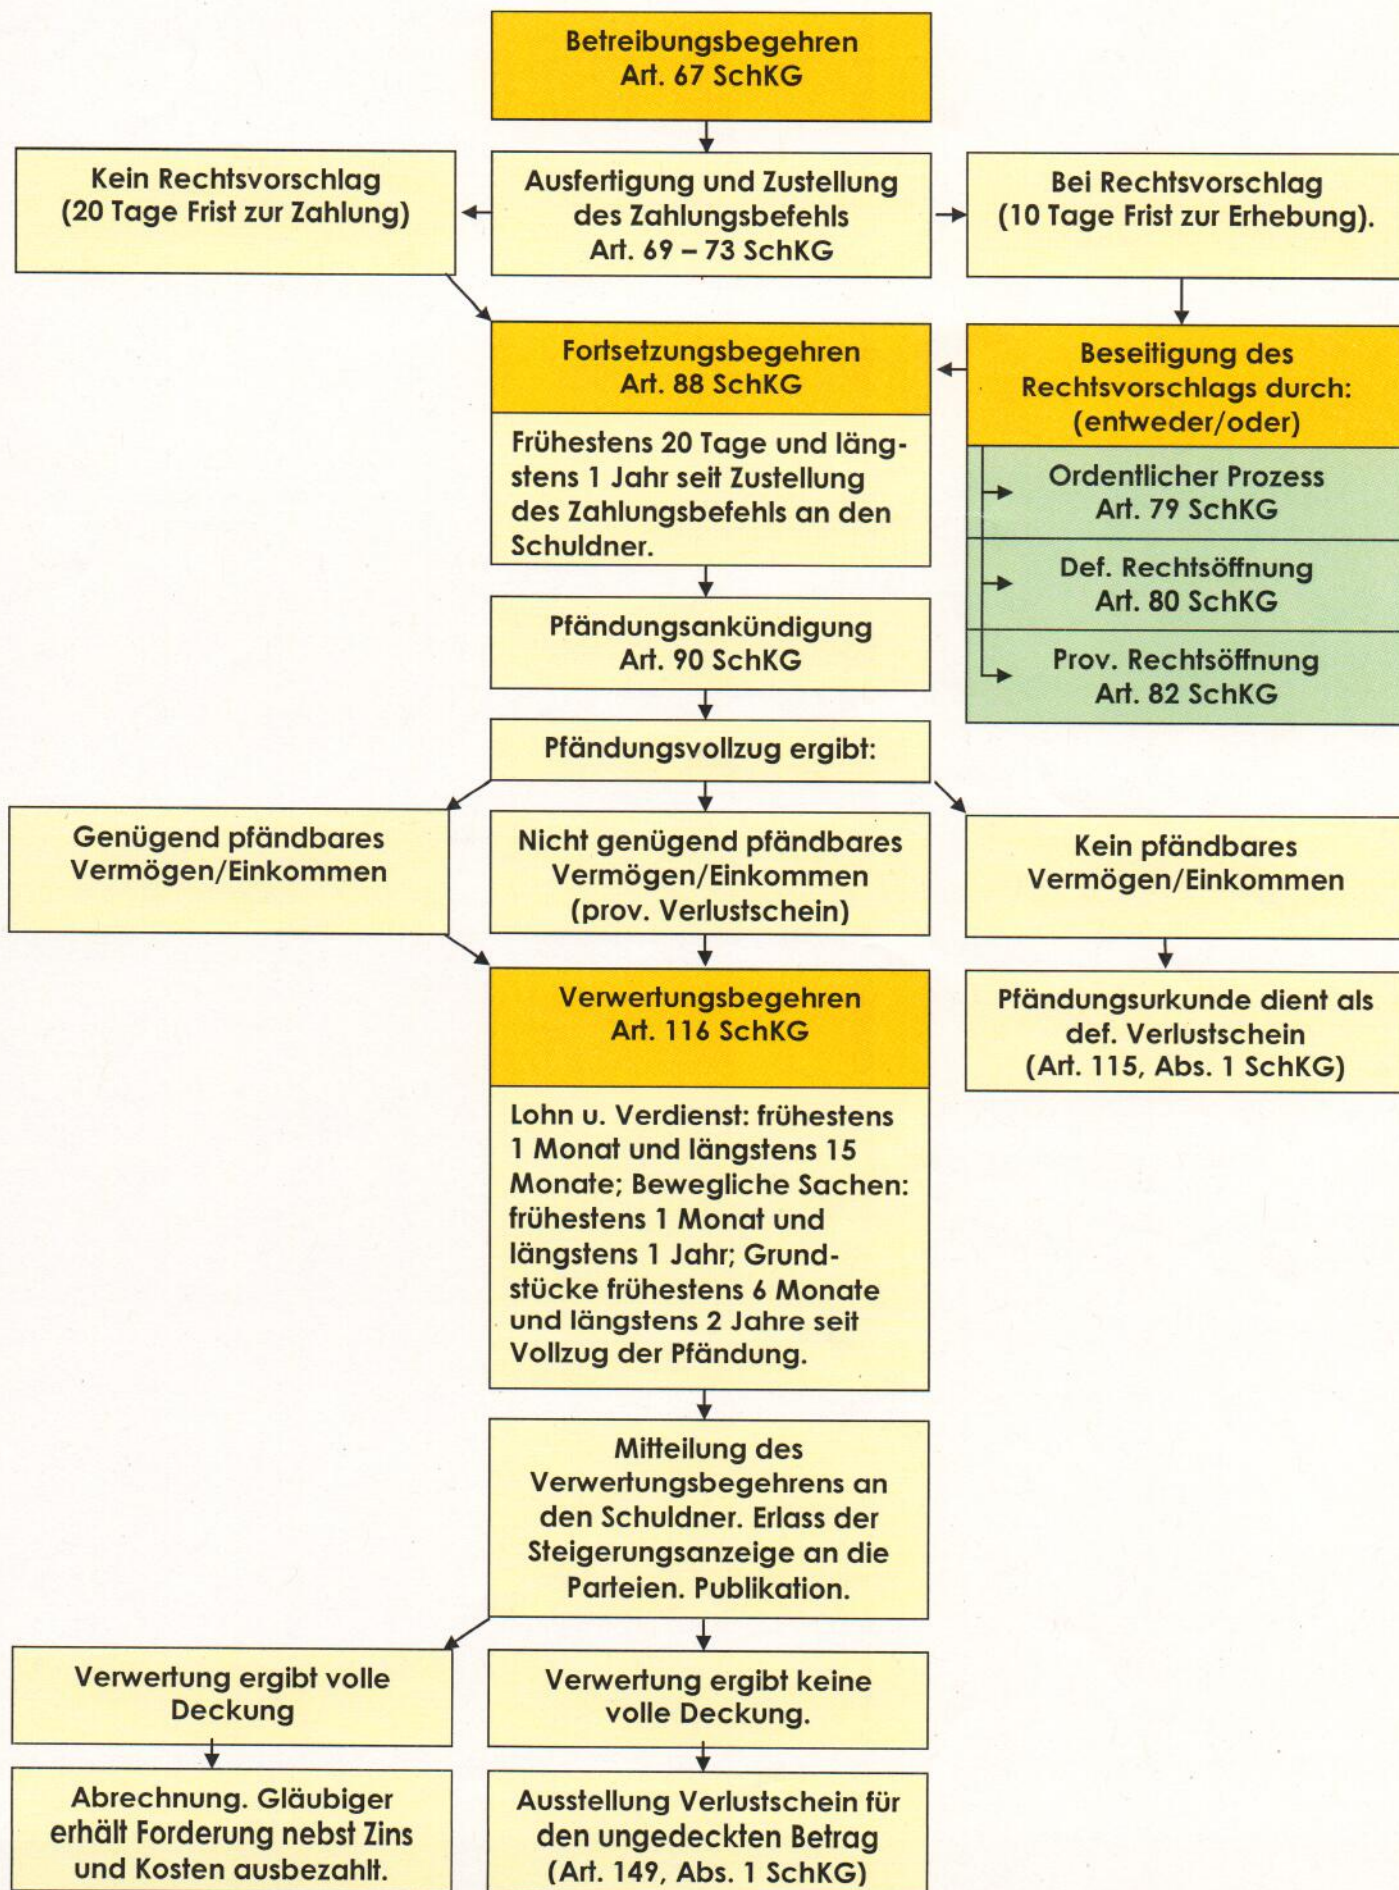 Betreibungsbegehren
Art. 67 SchKG
Kein Rechtsvorschlag
(20 Tage Frist zur Zahlung)
Ausfertigung und Zustellung
des Zahlungsbefehls
Art. 69 – 73 SchKG
Bei Rechtsvorschlag
(10 Tage Frist zur Erhebung).
Fortsetzungsbegehren
Art. 88 SchKG
Frühestens 20 Tage und läng-
stens 1 Jahr seit Zustellung
des Zahlungsbefehls an den
Schuldner.
Beseitigung des
Rechtsvorschlags durch:
(entweder/oder)
Ordentlicher Prozess
Art. 79 SchKG
Def. Rechtsöffnung
Art. 80 SchKG
Prov. Rechtsöffnung
Art. 82 SchKG
Pfändungsankündigung
Art. 90 SchKG
Pfändungsvollzug ergibt:
Genügend pfändbares
Vermögen/Einkommen
Nicht genügend pfändbares
Vermögen/Einkommen
(prov. Verlustschein)
Kein pfändbares
Vermögen/Einkommen
Verwertungsbegehren
Art. 116 SchKG
Lohn u. Verdienst: frühestens
1 Monat und längstens 15
Monate; Bewegliche Sachen:
frühestens 1 Monat und
längstens 1 Jahr; Grund-
stücke frühestens 6 Monate
und längstens 2 Jahre seit
Vollzug der Pfändung.
Pfändungsurkunde dient als
def. Verlustschein
(Art. 115, Abs. 1 SchKG)
Mitteilung des
Verwertungsbegehrens an
den Schuldner. Erlass der
Steigerungsanzeige an die
Parteien. Publikation.
Verwertung ergibt volle
Deckung
Verwertung ergibt keine
volle Deckung.
Abrechnung. Gläubiger
erhält Forderung nebst Zins
und Kosten ausbezahlt.
Ausstellung Verlustschein für
den ungedeckten Betrag
(Art. 149, Abs. 1 SchKG)